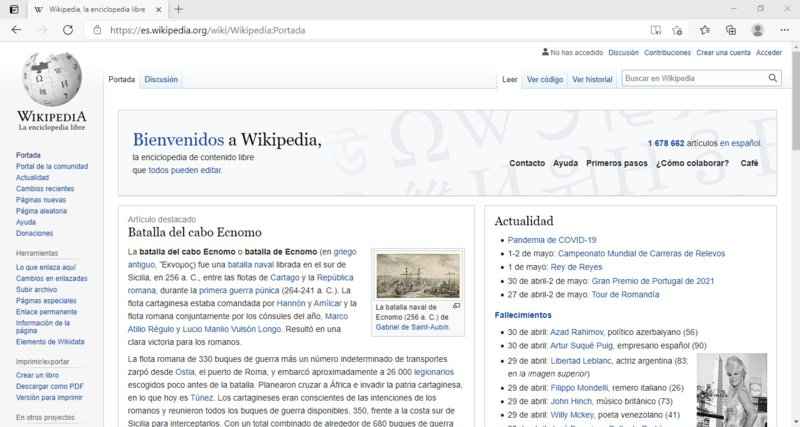 Wikipedia, la enciclopedia libre
https://es.wikipedia.org/wiki/Wikipedia:Portada
No has accedido Discusión Contribuciones Crear una cuenta Acceder
WIKIPEDIA
La enciclopedia libre
Portada Discusión Leer Ver código Ver historial Buscar en Wikipedia
Portada
Portal de la comunidad
Actualidad
Cambios recientes
Páginas nuevas
Página aleatoria
Ayuda
Donaciones
Herramientas
Lo que enlaza aquí
Cambios en enlazadas
Subir archivo
Páginas especiales
Enlace permanente
Información de la
página
Elemento de Wikidata
Imprimir/exportar
Crear un libro
Descargar como PDF
Versión para imprimir
En otros proyectos
Bienvenidos a Wikipedia,
la enciclopedia de contenido libre
que todos pueden editar.
1 678 662 artículos en español.
Contacto Ayuda Primeros pasos ¿Cómo colaborar? Café
Artículo destacado
Batalla del cabo Ecnomo
La batalla del cabo Ecnomo o batalla de Ecnomo (en griego
antiguo, Ἔκνομος) fue una batalla naval librada en el sur de
Sicilia, en 256 a. C., entre las flotas de Cartago y la República
romana, durante la primera guerra púnica (264-241 a. C.). La
flota cartaginesa estaba comandada por Hannón y Amílcar y la
flota romana conjuntamente por los cónsules del año, Marco
Atilio Régulo y Lucio Manlio Vulsón Longo. Resultó en una
clara victoria para los romanos.
La batalla naval de
Ecnomo (256 a. C.) de
Gabriel de Saint-Aubin.
La flota romana de 330 buques de guerra más un número indeterminado de transportes
zarpó desde Ostia, el puerto de Roma, y embarcó aproximadamente a 26 000 legionarios
escogidos poco antes de la batalla. Planearon cruzar a África e invadir la patria cartaginesa,
en lo que hoy es Túnez. Los cartagineses eran conscientes de las intenciones de los
romanos y reunieron todos los buques de guerra disponibles, 350, frente a la costa sur de
Sicilia para interceptarlos. Con un total combinado de alrededor de 680 buques de guerra
Actualidad
Pandemia de COVID-19
1-2 de mayo: Campeonato Mundial de Carreras de Relevos
1 de mayo: Rey de Reyes
30 de abril-2 de mayo: Gran Premio de Portugal de 2021
27 de abril-2 de mayo: Tour de Romandía
Fallecimientos
30 de abril: Azad Rahimov, político azerbaiyano (56)
30 de abril: Artur Suqué Puig, empresario español (90)
29 de abril: Libertad Leblanc, actriz argentina (83;
en la imagen superior)
29 de abril: Filippo Mondelli, remero italiano (26)
29 de abril: John Hinch, músico británico (73)
29 de abril: Willy Mckey, poeta venezolano (41)